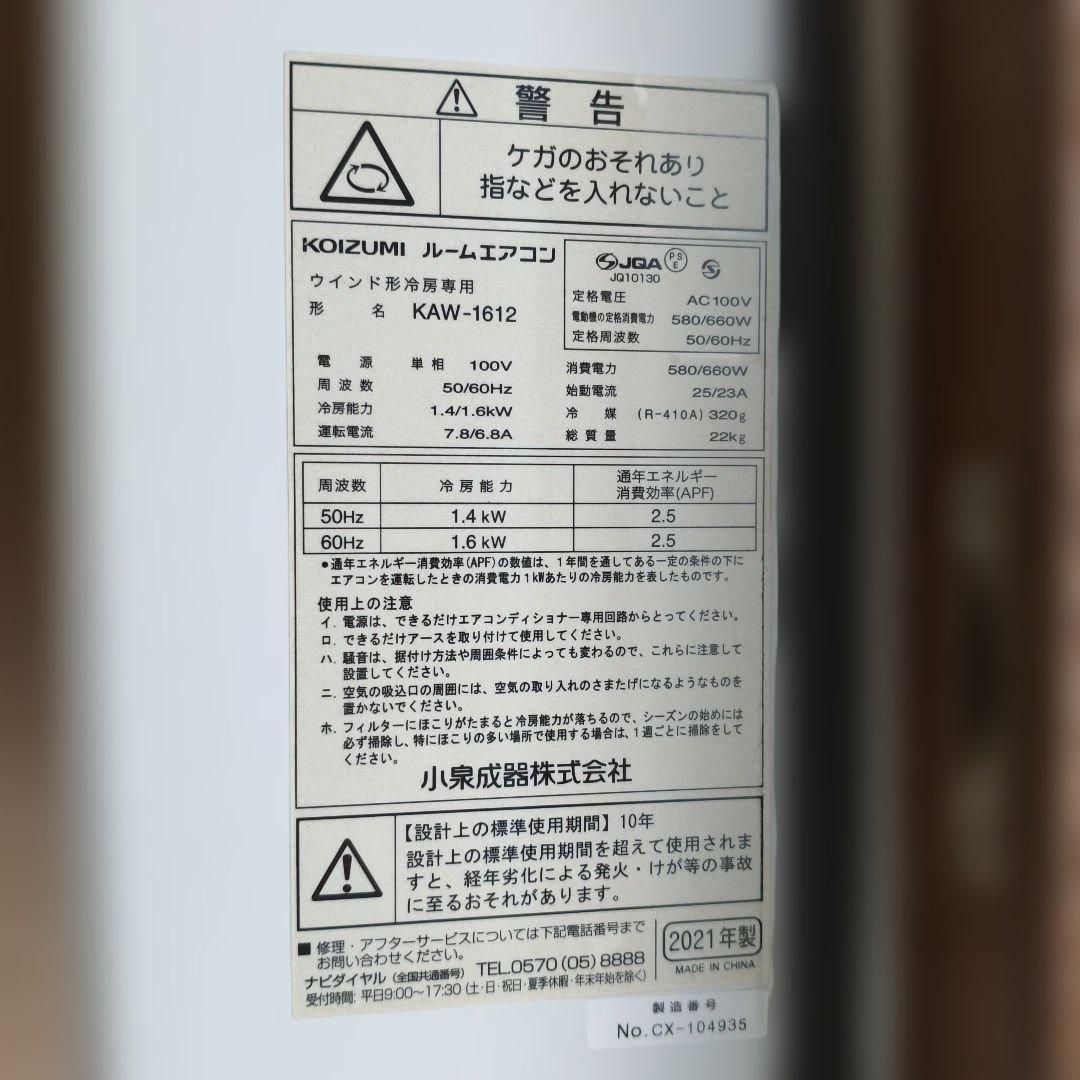 警告
ケガのおそれあり
指などを入れないこと
KOIZUMI ルームエアコン
ウインド形冷房専用
形名 KAW-1612
JQA PSE S
JQ10130
定格電圧 AC100V
電動機の定格消費電力 580/660W
定格周波数 50/60Hz
電源 単相 100V
周波数 50/60Hz
冷房能力 1.4/1.6kW
運転電流 7.8/6.8A
消費電力 580/660W
始動電流 25/23A
冷媒 (R-410A) 320g
総質量 22kg
周波数 冷房能力 通年エネルギー
消費効率(APF)
50Hz 1.4 kW 2.5
60Hz 1.6 kW 2.5
●通年エネルギー消費効率(APF)の数値は、1年間を通してある一定の条件の下に
エアコンを運転したときの消費電力1kWあたりの冷房能力を表したものです。
使用上の注意
イ. 電源は、できるだけエアコンディショナー専用回路からとってください。
ロ. できるだけアースを取り付けて使用してください。
ハ. 騒音は、据付け方法や周囲条件によっても変わるので、これらに注意して
設置してください。
ニ. 空気の吸込口の周囲には、空気の取り入れのさまたげになるようなものを
置かないでください。
ホ. フィルターにほこりがたまると冷房能力が落ちるので、シーズンの始めには
必ず掃除し、特にほこりの多い場所で使用する場合は、1週ごとに掃除をして
ください。
小泉成器株式会社
【設計上の標準使用期間】10年
設計上の標準使用期間を超えて使用されま
すと、経年劣化による発火・けが等の事故
に至るおそれがあります。
■修理・アフターサービスについては下記電話番号まで
お問い合わせください。
ナビダイヤル(全国共通番号) TEL.0570(05)8888
受付時間: 平日9:00〜17:30(土・日・祝日・夏季休暇・年末年始を除く)
2021年製
MADE IN CHINA
製造番号
No. CX-104935